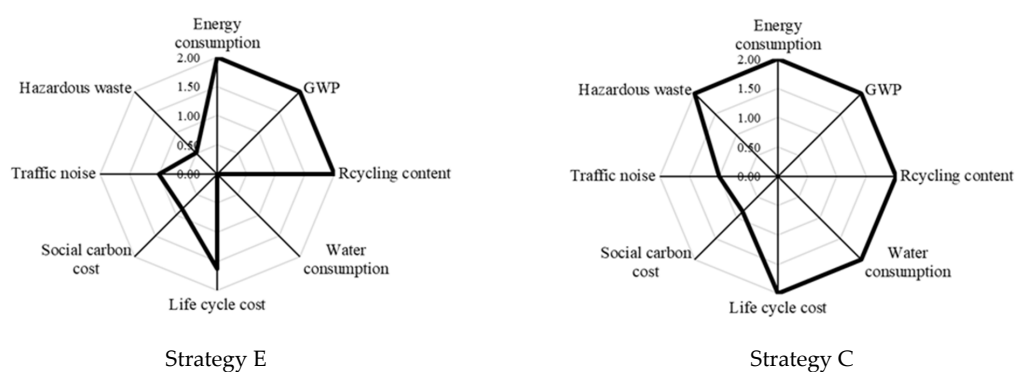 Energy
consumption
2.00
1.50
1.00
0.50
0.00
GWP
Rcycling content
Water
consumption
Life cycle cost
Social carbon
cost
Traffic noise
Hazardous waste
Strategy E
Energy
consumption
2.00
1.50
1.00
0.50
0.00
GWP
Rcycling content
Water
consumption
Life cycle cost
Social carbon
cost
Traffic noise
Hazardous waste
Strategy C